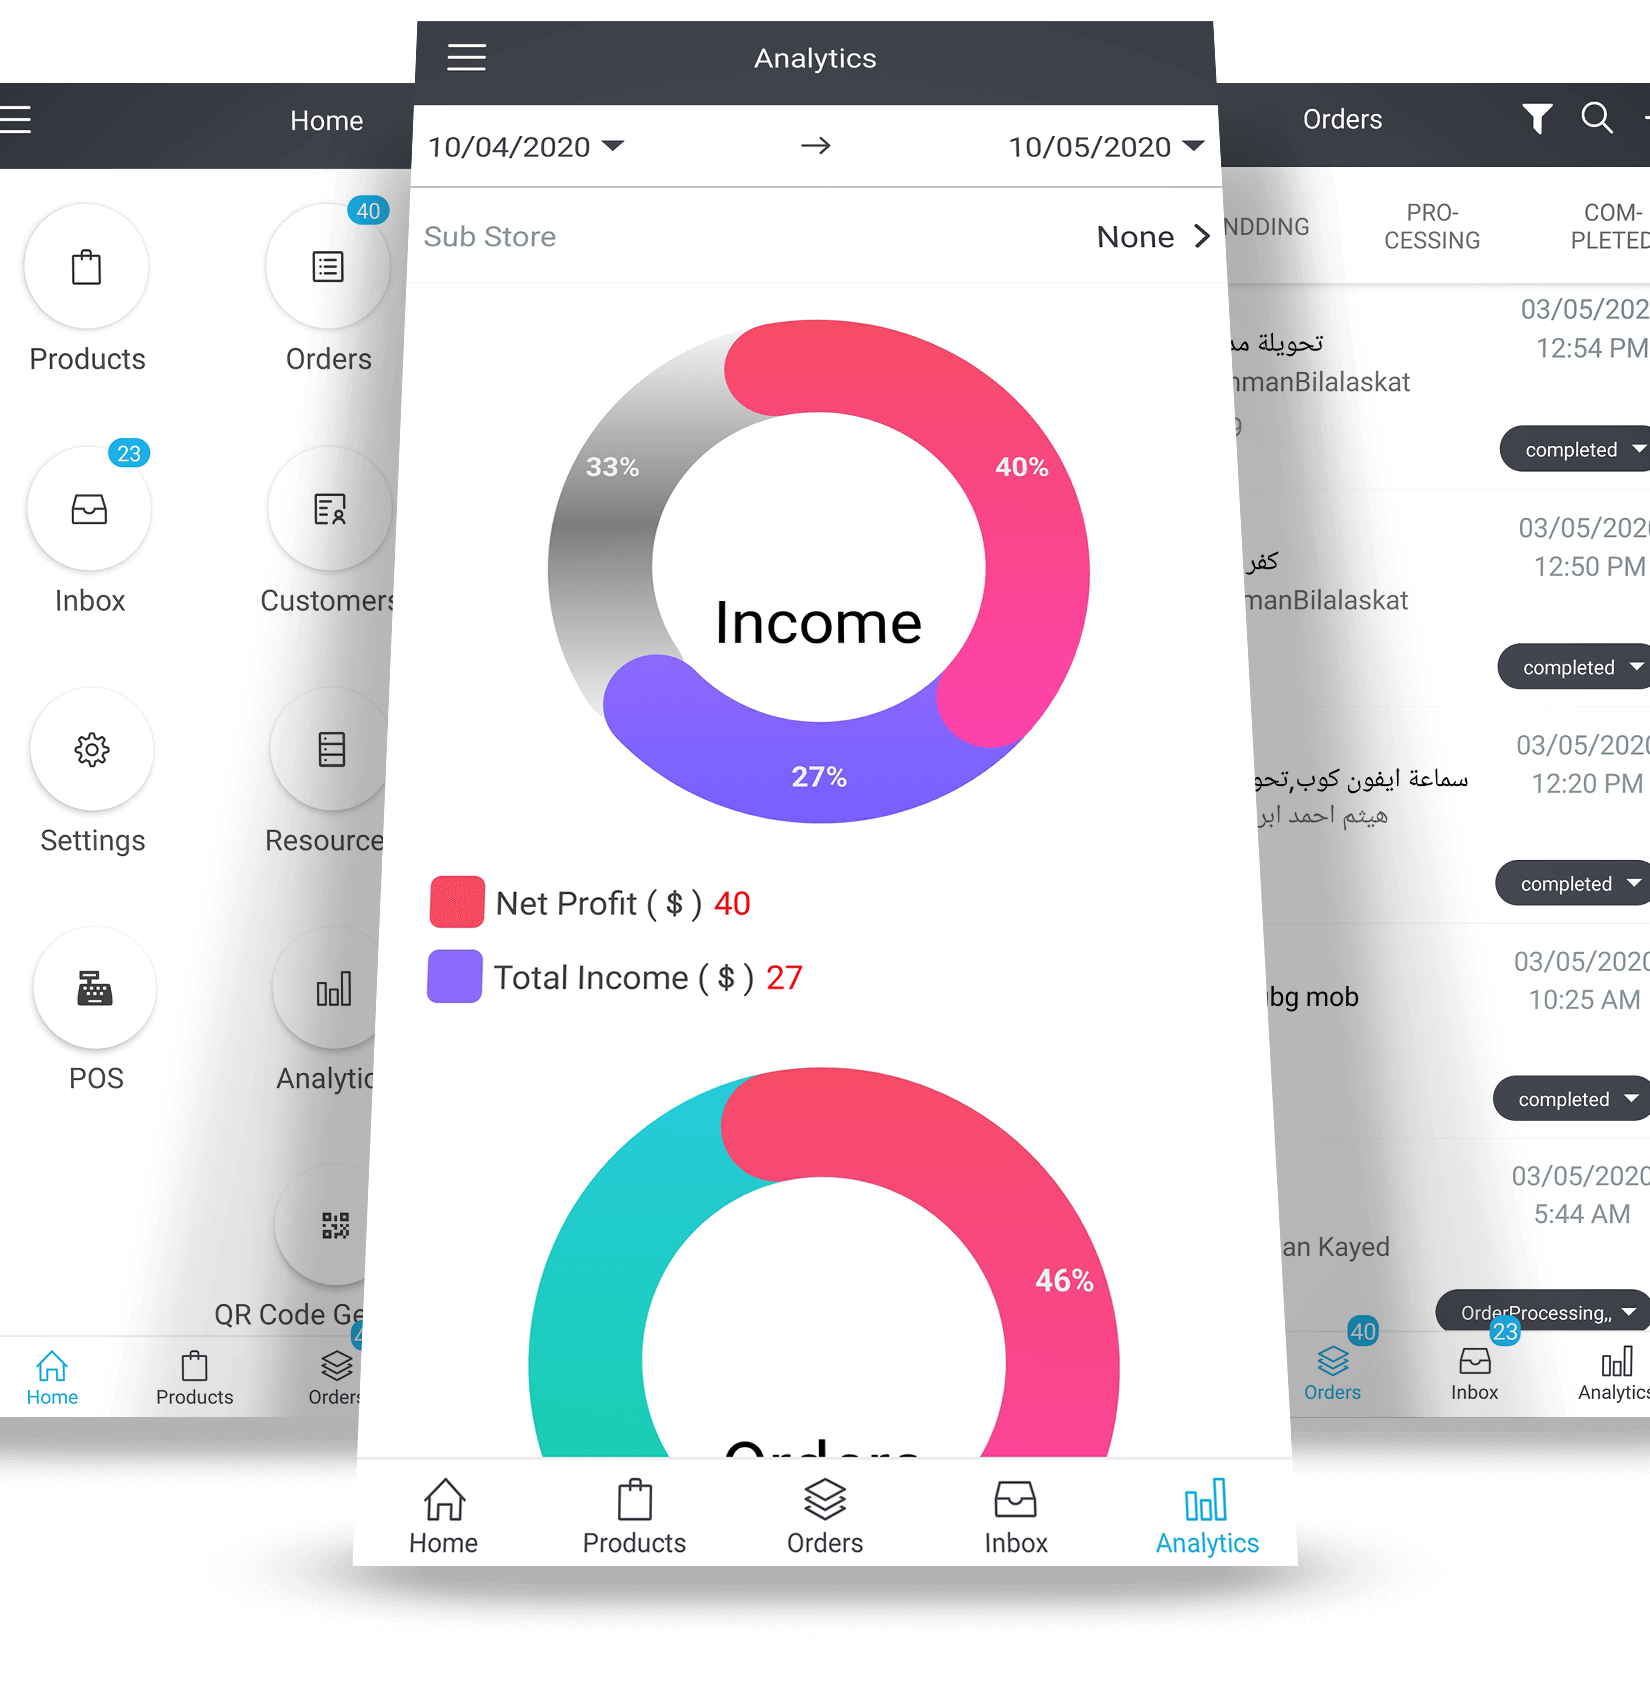 Home
40
Products
Orders
23
Inbox
Customers
Settings
Resource
POS
Analytic
QR Code Ge
Home
Products
Orders
Analytics
10/04/2020
→
10/05/2020
Sub Store
None
33%
40%
Income
27%
Net Profit ( $ ) 40
Total Income ( $ ) 27
46%
Orders
Home
Products
Orders
Inbox
Analytics
Orders
NDDING
PRO-
CESSING
COM-
PLETED
03/05/202
12:54 PM
تحويلة مد
nmanBilalaskat
9
completed
03/05/2020
12:50 PM
كفر
manBilalaskat
completed
03/05/2020
12:20 PM
سماعة ايفون كوب,تحو
هيثم احمد ابر
completed
03/05/2020
10:25 AM
ubg mob
completed
03/05/2020
5:44 AM
an Kayed
OrderProcessing,,
40
23
Orders
Inbox
Analytics